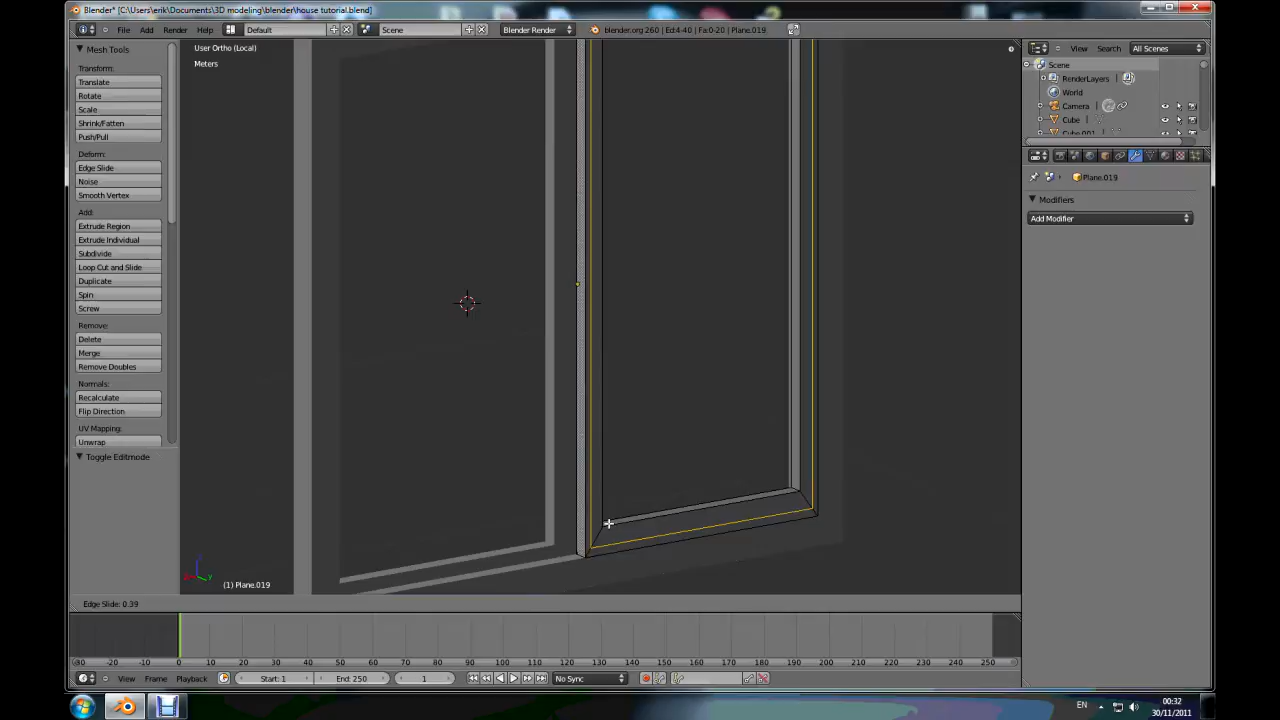 Blender* [C:\Users\erik\Documents\3D modeling\blender\house tutorial.blend]
File Add Render Help Default Scene Blender Render blender.org 260 | Ed:4-40 | Fa:0-20 | Plane.019
Mesh Tools
Transform:
Translate
Rotate
Scale
Shrink/Fatten
Push/Pull
Deform:
Edge Slide
Noise
Smooth Vertex
Add:
Extrude Region
Extrude Individual
Subdivide
Loop Cut and Slide
Duplicate
Spin
Screw
Remove:
Delete
Merge
Remove Doubles
Normals:
Recalculate
Flip Direction
UV Mapping:
Unwrap
Toggle Editmode
User Ortho (Local)
Meters
(1) Plane.019
Edge Slide: 0.39
View Search All Scenes
Scene
RenderLayers
World
Camera
Cube
Cube.001
Plane.019
Modifiers
Add Modifier
-20 -10 0 10 20 30 40 50 60 70 80 90 100 110 120 130 140 150 160 170 180 190 200 210 220 230 240 250
View Frame Playback Start: 1 End: 250 1 No Sync
EN 00:32
30/11/2011